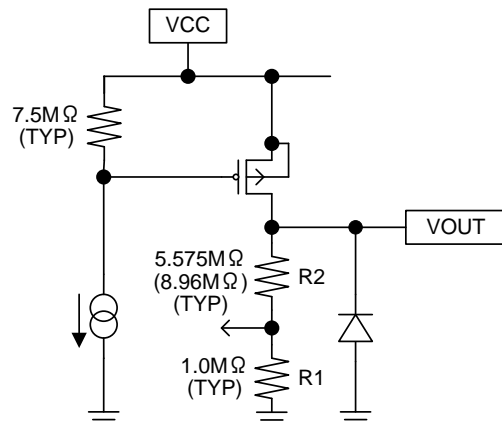 VCC
7.5MΩ
(TYP)
VOUT
5.575MΩ
(8.96MΩ)
(TYP)
R2
1.0MΩ
(TYP)
R1